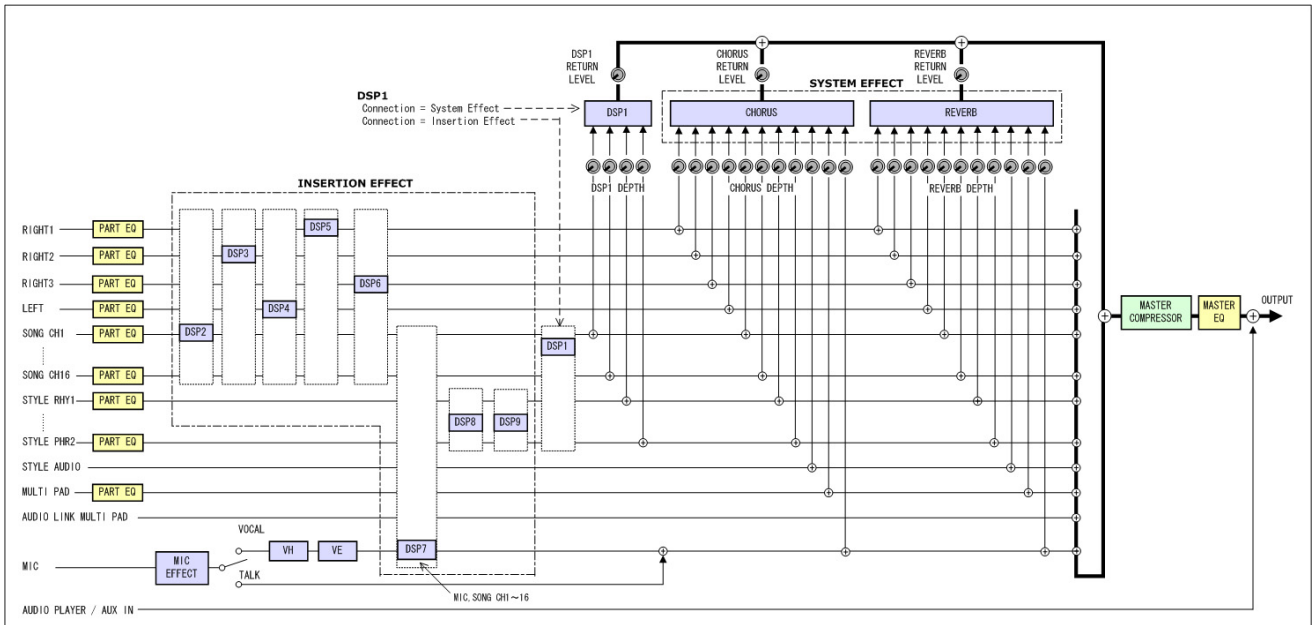 DSP1
RETURN
LEVEL
CHORUS
RETURN
LEVEL
REVERB
RETURN
LEVEL
SYSTEM EFFECT
DSP1
Connection = System Effect
Connection = Insertion Effect
DSP1
CHORUS
REVERB
DSP1 DEPTH
CHORUS DEPTH
REVERB DEPTH
INSERTION EFFECT
RIGHT1 PART EQ DSP5
RIGHT2 PART EQ DSP3
RIGHT3 PART EQ DSP6
LEFT PART EQ DSP4
SONG CH1 PART EQ DSP2
DSP1
SONG CH16 PART EQ
STYLE RHY1 PART EQ
DSP8 DSP9
STYLE PHR2 PART EQ
STYLE AUDIO
MULTI PAD PART EQ
AUDIO LINK MULTI PAD
MIC
MIC
EFFECT
VOCAL
VH VE DSP7
TALK
MIC, SONG CH1~16
AUDIO PLAYER / AUX IN
MASTER
COMPRESSOR
MASTER
EQ
OUTPUT